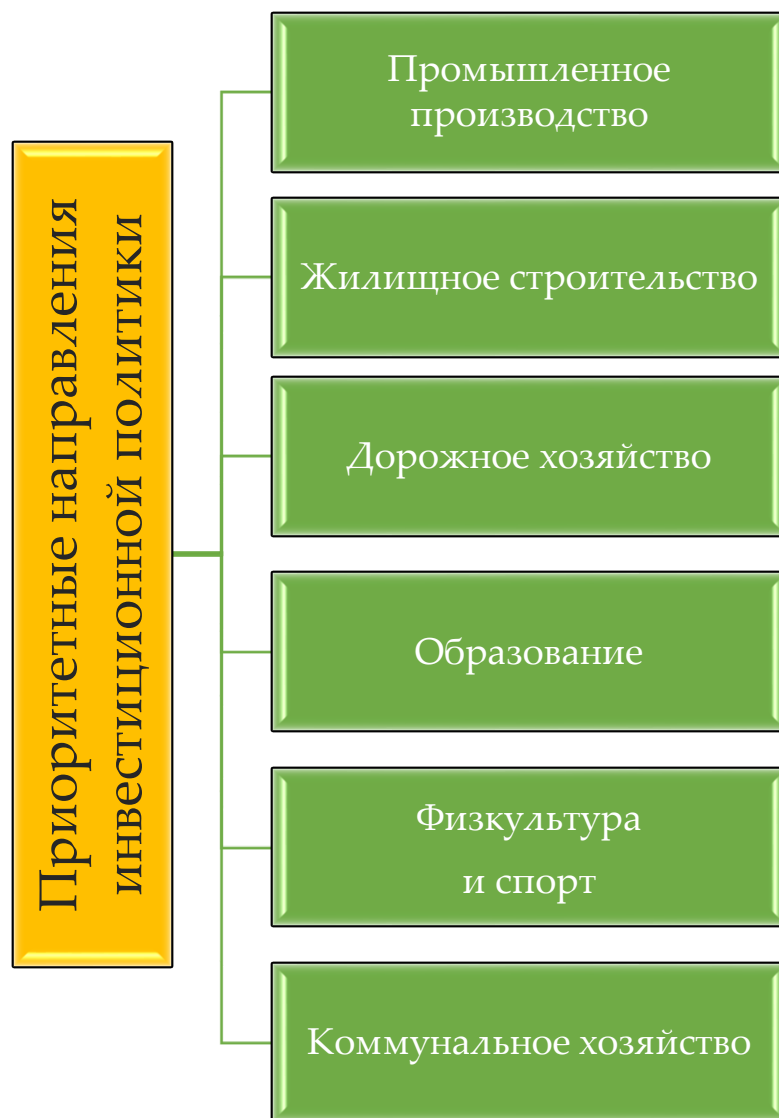 Приоритетные направления
инвестиционной политики
Промышленное
производство
Жилищное строительство
Дорожное хозяйство
Образование
Физкультура
и спорт
Коммунальное хозяйство